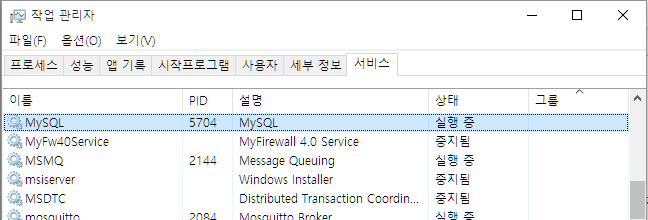 작업 관리자
파일(F) 옵션(O) 보기(V)
프로세스 성능 앱 기록 시작프로그램 사용자 세부 정보 서비스
이름 PID 설명 상태 그룹
MySQL 5704 MySQL 실행 중
MyFw40Service MyFirewall 4.0 Service 중지됨
MSMQ 2144 Message Queuing 실행 중
msiserver Windows Installer 중지됨
MSDTC Distributed Transaction Coordin... 중지됨
mosquitto 2084 Mosquitto Broker 실행 중